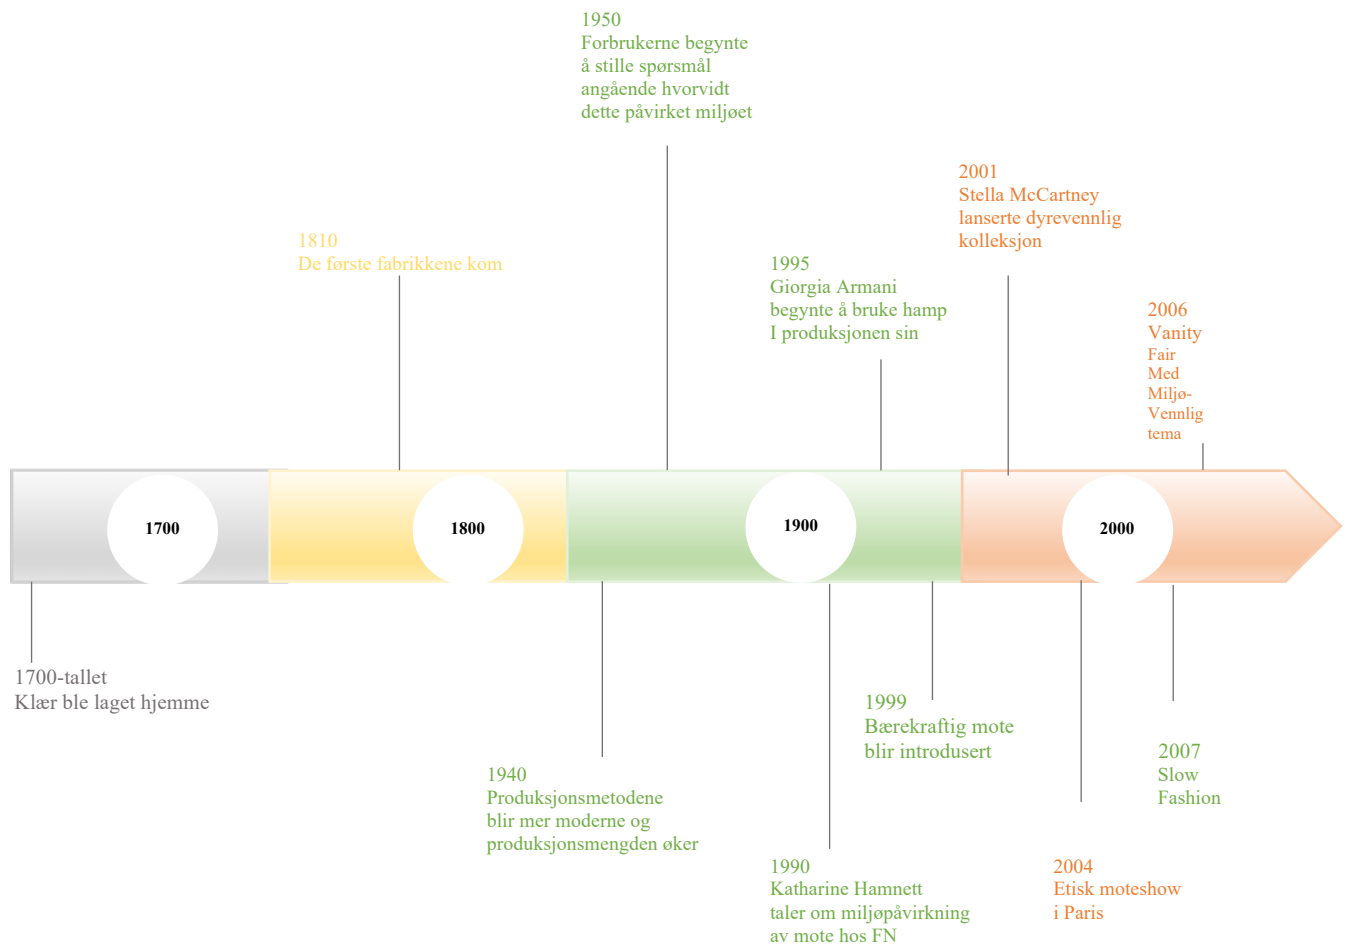 1950
Forbrukerne begynte
å stille spørsmål
angående hvorvidt
dette påvirket miljøet
2001
Stella McCartney
lanserte dyrevennlig
kolleksjon
1810
De første fabrikkene kom
1995
Giorgia Armani
begynte å bruke hamp
I produksjonen sin
2006
Vanity
Fair
Med
Miljø-
Vennlig
tema
1700
1800
1900
2000
1700-tallet
Klær ble laget hjemme
1999
Bærekraftig mote
blir introdusert
2007
Slow
Fashion
1940
Produksjonsmetodene
blir mer moderne og
produksjonsmengden øker
1990
Katharine Hamnett
taler om miljøpåvirkning
av mote hos FN
2004
Etisk moteshow
i Paris